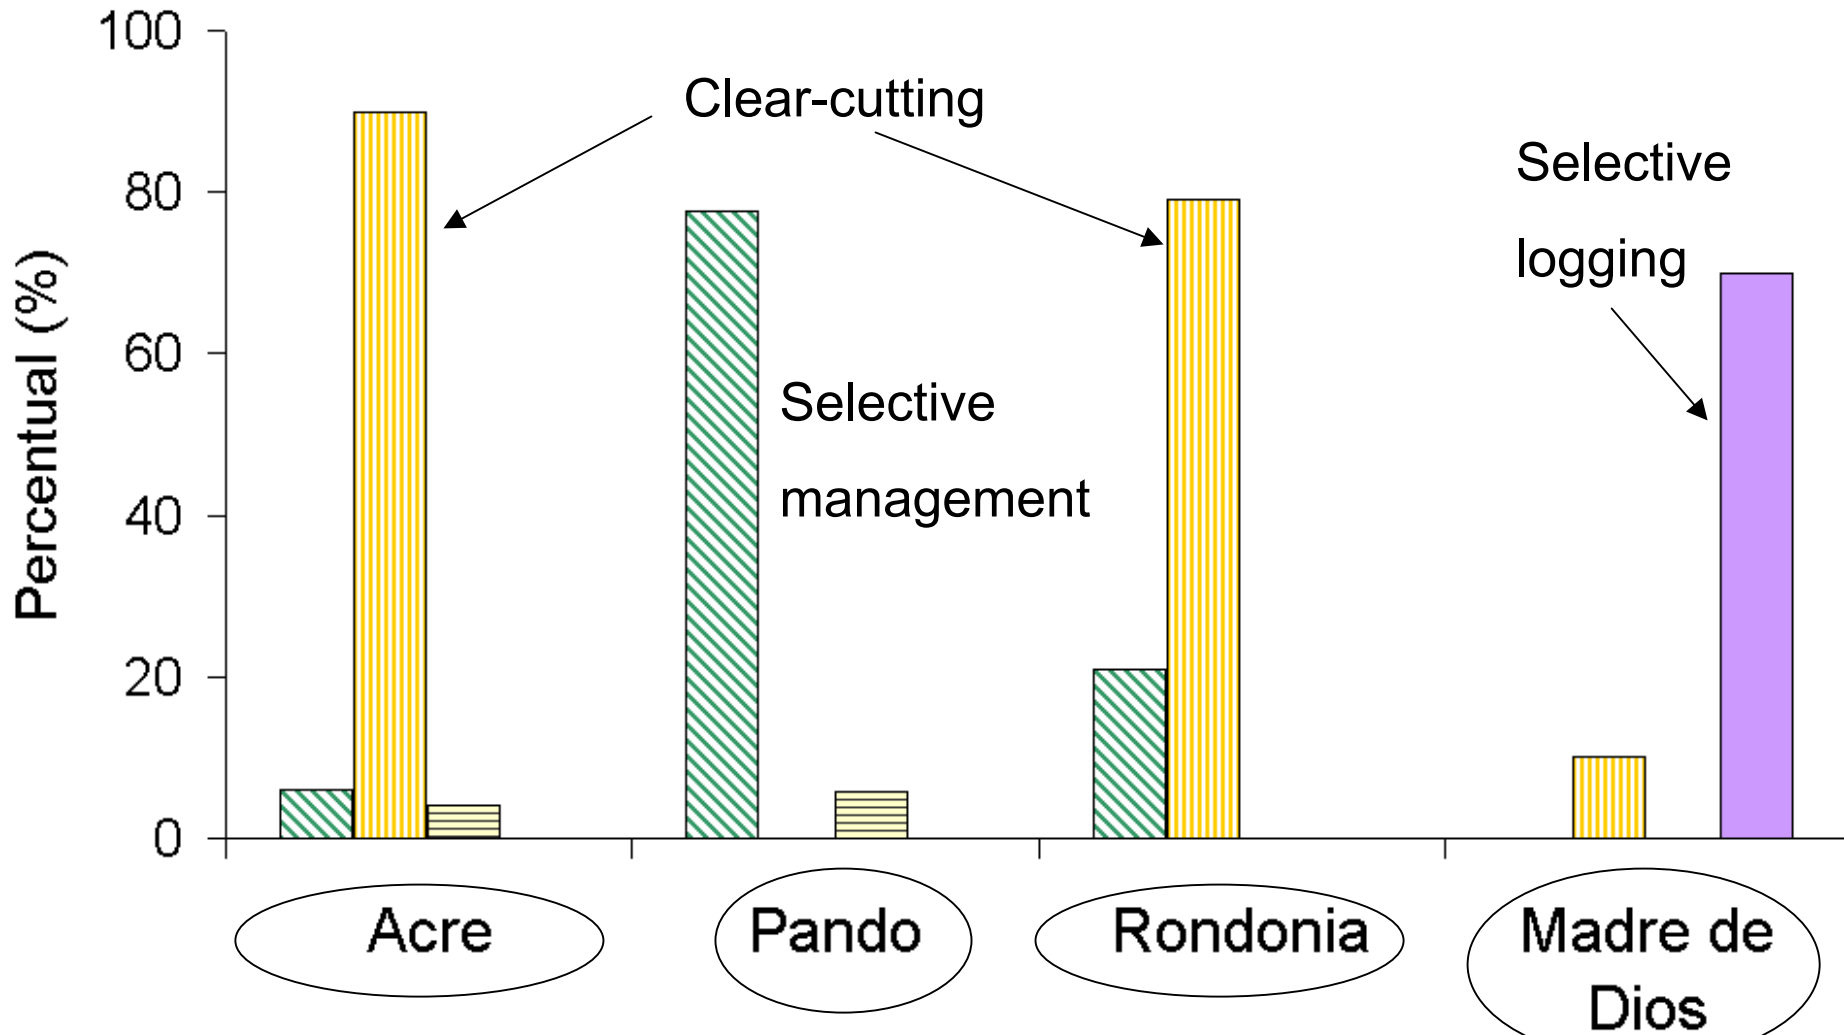 100
80
60
40
20
0
Percentual (%)
Clear-cutting
Selective
logging
Selective
management
Acre
Pando
Rondonia
Madre de
Dios